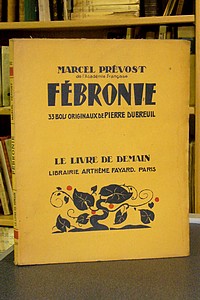 MARCEL PRÉVOST
de l'Académie Française
FÉBRONIE
33 BOIS ORIGINAUX DE PIERRE DUBREUIL
LE LIVRE DE DEMAIN
LIBRAIRIE ARTHÈME FAYARD. PARIS